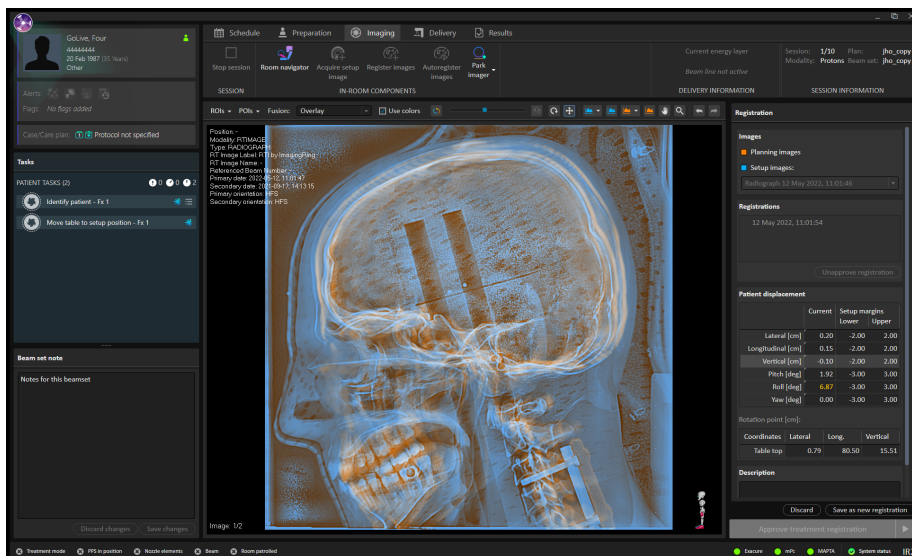 GoLive, Four
44444444
20 Feb 1987 (35 Years)
Other
Alerts:
Flags: No flags added
Case/Care plan: Protocol not specified
Tasks
PATIENT TASKS (2) 0 0 2
Identify patient - Fx 1
Move table to setup position - Fx 1
Beam set note
Notes for this beamset
Discard changes Save changes
Schedule Preparation Imaging Delivery Results
Stop session Room navigator Acquire setup image Register images Autoregister images Park imager
SESSION IN-ROOM COMPONENTS
Current energy layer
Beam line not active
DELIVERY INFORMATION
Session: 1/10 Plan: jho_copy
Modality: Protons Beam set: jho_copy
SESSION INFORMATION
ROIs POIs Fusion: Overlay Use colors
Position: -
Modality: RTIMAGE
Type: RADIOGRAPH
RT Image Label: RTI by ImagingRing
RT Image Name: -
Referenced Beam Name:
Primary date: 2022-05-12, 11:01:47
Secondary date: 2021-09-17, 14:13:15
Primary orientation: HFS
Secondary orientation: HFS
Image: 1/2
Registration
Images
Planning images
Setup images:
Radiograph 12 May 2022, 11:01:46
Registrations
12 May 2022, 11:01:54
Unapprove registration
Patient displacement
Current Setup margins
Lower Upper
Lateral [cm] 0.20 -2.00 2.00
Longitudinal [cm] 0.15 -2.00 2.00
Vertical [cm] -0.10 -2.00 2.00
Pitch [deg] 1.92 -3.00 3.00
Roll [deg] 6.87 -3.00 3.00
Yaw [deg] 0.00 -3.00 3.00
Rotation point [cm]:
Coordinates Lateral Long. Vertical
Table top 0.79 80.50 15.51
Description
Discard Save as new registration
Approve treatment registration
Treatment mode PPS in position Nozzle elements Beam Room patrolled
Exacure mPs MAPTA System status